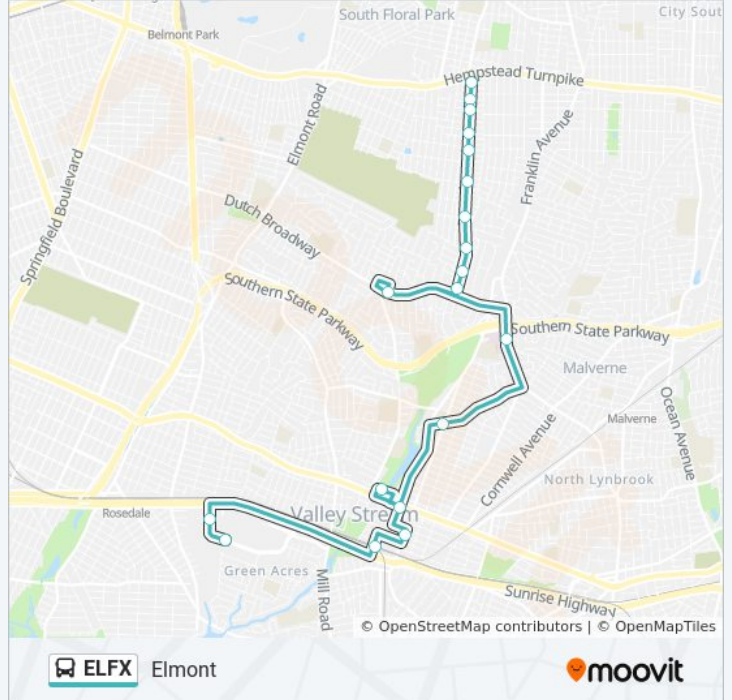 South Floral Park
City Sout
Belmont Park
Hempstead Turnpike
Elmont Road
Franklin Avenue
Springfield Boulevard
Dutch Broadway
Southern State Parkway
Southern State Parkway
Malverne
Ocean Avenue
Malverne
Cornwell Avenue
North Lynbrook
Valley Stream
Rosedale
Green Acres
Mill Road
Sunrise Highway
© OpenStreetMap contributors | © OpenMapTiles
ELFX Elmont
moovit